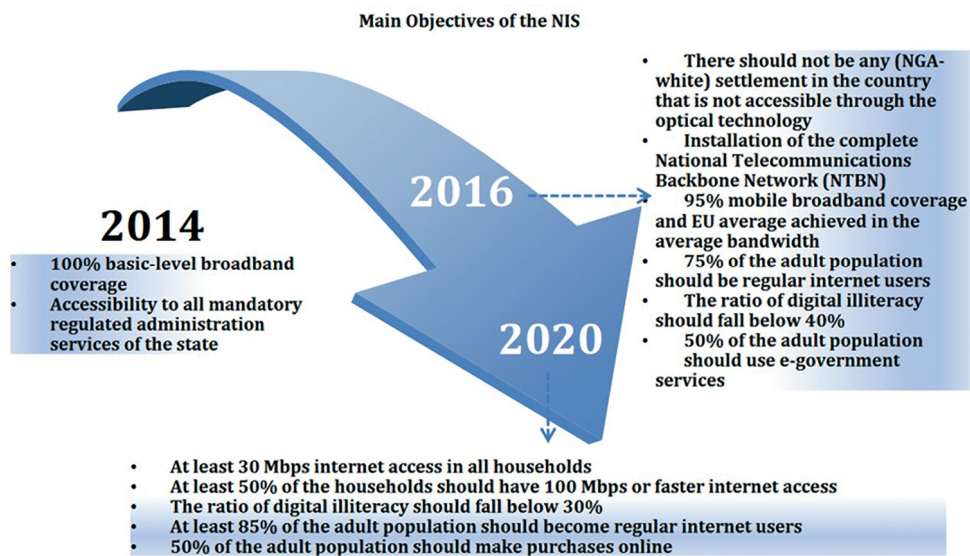 Main Objectives of the NIS
2014
• 100% basic-level broadband
coverage
• Accessibility to all mandatory
regulated administration
services of the state
2016
• There should not be any (NGA-
white) settlement in the country
that is not accessible through the
optical technology
• Installation of the complete
National Telecommunications
Backbone Network (NTBN)
• 95% mobile broadband coverage
and EU average achieved in the
average bandwidth
• 75% of the adult population
should be regular internet users
• The ratio of digital illiteracy
should fall below 40%
• 50% of the adult population
should use e-government
services
2020
• At least 30 Mbps internet access in all households
• At least 50% of the households should have 100 Mbps or faster internet access
• The ratio of digital illiteracy should fall below 30%
• At least 85% of the adult population should become regular internet users
• 50% of the adult population should make purchases online